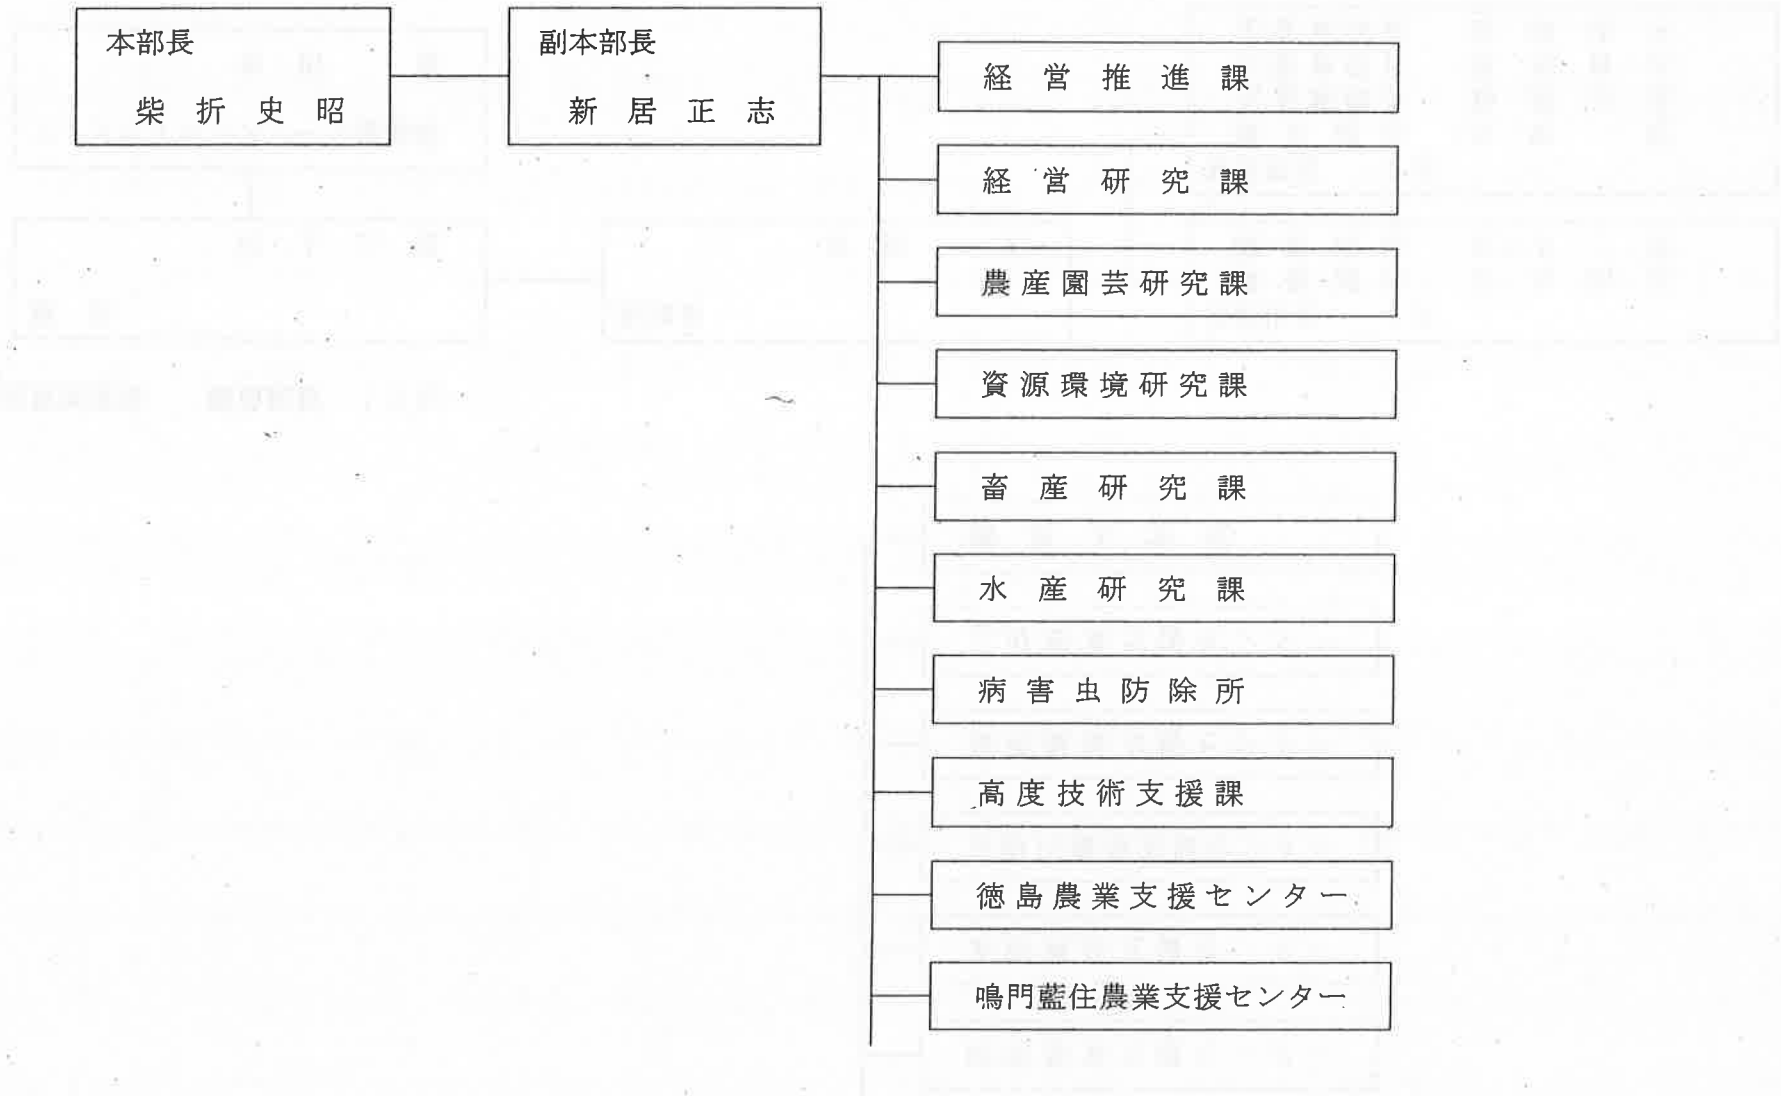 本部長
柴折史昭
副本部長
新居正志
経営推進課
経営研究課
農産園芸研究課
資源環境研究課
畜産研究課
水産研究課
病害虫防除所
高度技術支援課
徳島農業支援センター
鳴門藍住農業支援センター